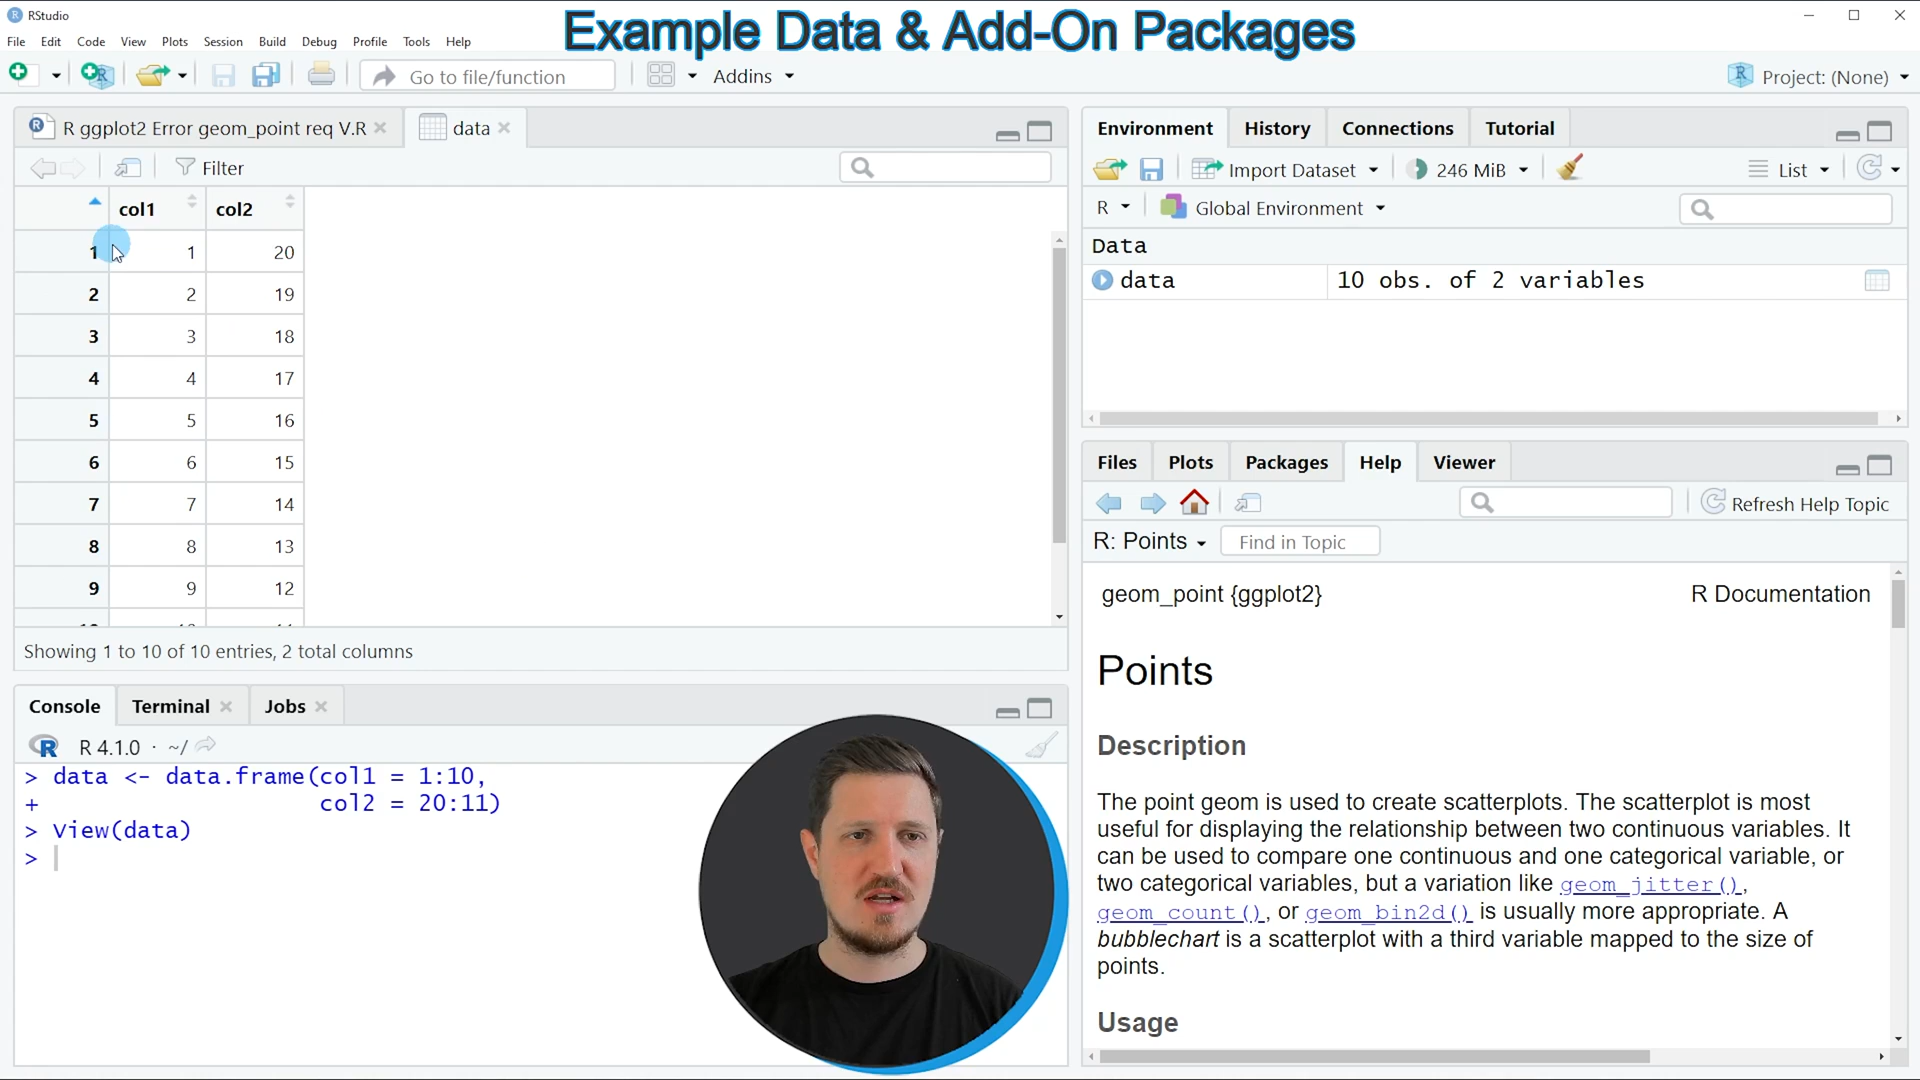 RStudio
Example Data & Add-On Packages
File Edit Code View Plots Session Build Debug Profile Tools Help
Go to file/function
Addins
Project: (None)
R ggplot2 Error geom_point req V.R
data
Filter
col1 col2
1 1 20
2 2 19
3 3 18
4 4 17
5 5 16
6 6 15
7 7 14
8 8 13
9 9 12
Showing 1 to 10 of 10 entries, 2 total columns
Console Terminal Jobs
R 4.1.0 · ~/
> data <- data.frame(col1 = 1:10,
+ col2 = 20:11)
> View(data)
>
Environment History Connections Tutorial
Import Dataset 246 MiB List
R Global Environment
Data
data 10 obs. of 2 variables
Files Plots Packages Help Viewer
Refresh Help Topic
R: Points Find in Topic
geom_point {ggplot2} R Documentation
Points
Description
The point geom is used to create scatterplots. The scatterplot is most
useful for displaying the relationship between two continuous variables. It
can be used to compare one continuous and one categorical variable, or
two categorical variables, but a variation like geom_jitter(),
geom_count(), or geom_bin2d() is usually more appropriate. A
bubblechart is a scatterplot with a third variable mapped to the size of
points.
Usage